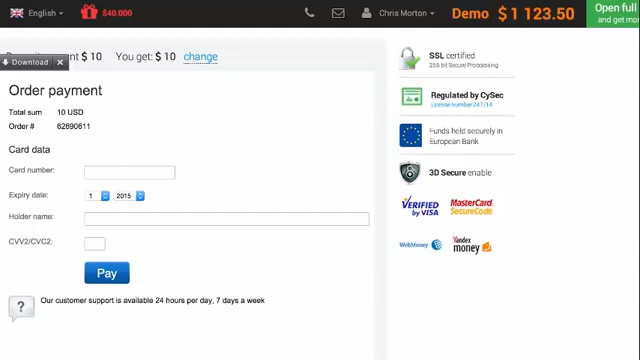 English
$40 000
Chris Morton
Demo $ 1 123.50
Open full
and get mo
nt $ 10 You get: $ 10 change
Download
Order payment
Total sum 10 USD
Order # 62690611
Card data
Card number:
Expiry date: 1 2015
Holder name:
CVV2/CVC2:
Pay
Our customer support is available 24 hours per day, 7 days a week
SSL certified
256 bit Secure Proccessing
Regulated by CySec
License number 247/14
Funds held securely in
European Bank
3D Secure enable
VERIFIED
by VISA
MasterCard
SecureCode
WebMoney
Yandex
money